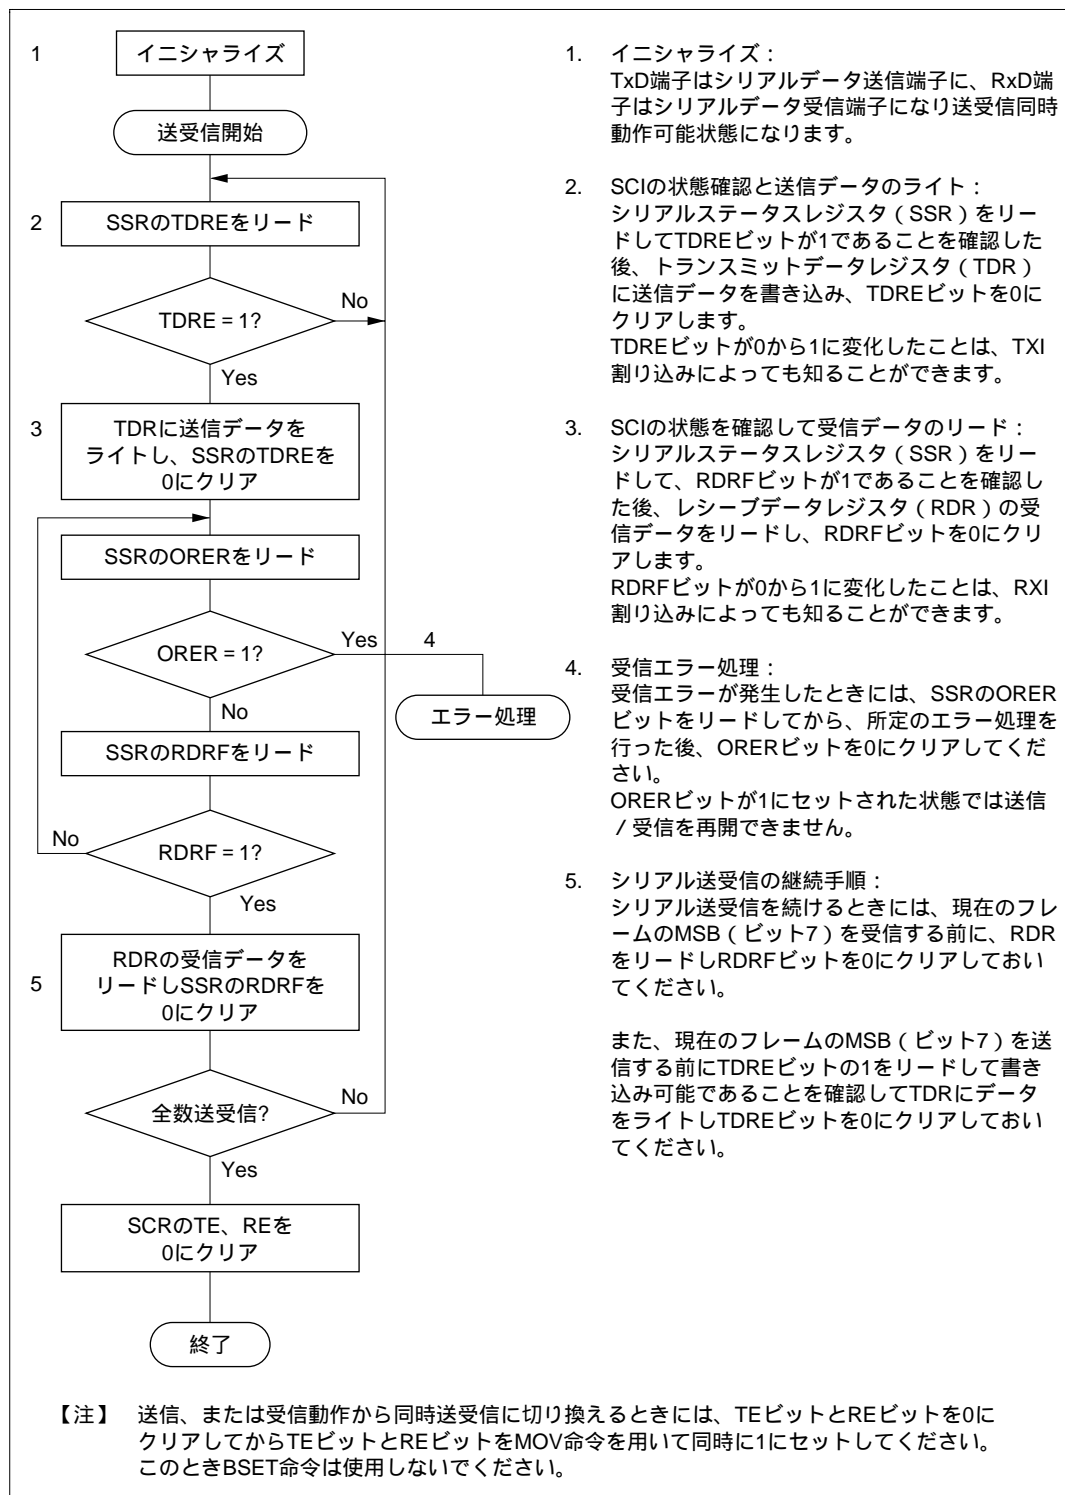 1
イニシャライズ
送受信開始
2
SSRのTDREをリード
TDRE = 1?
No
Yes
3
TDRに送信データを
ライトし、SSRのTDREを
0にクリア
SSRのORERをリード
ORER = 1?
Yes
4
エラー処理
No
SSRのRDRFをリード
RDRF = 1?
No
Yes
5
RDRの受信データを
リードしSSRのRDRFを
0にクリア
全数送受信?
No
Yes
SCRのTE、REを
0にクリア
終了
1. イニシャライズ：
TxD端子はシリアルデータ送信端子に、RxD端
子はシリアルデータ受信端子になり送受信同時
動作可能状態になります。
2. SCIの状態確認と送信データのライト：
シリアルステータスレジスタ（SSR）をリー
ドしてTDREビットが1であることを確認した
後、トランスミットデータレジスタ（TDR）
に送信データを書き込み、TDREビットを0に
クリアします。
TDREビットが0から1に変化したことは、TXI
割り込みによっても知ることができます。
3. SCIの状態を確認して受信データのリード：
シリアルステータスレジスタ（SSR）をリー
ドして、RDRFビットが1であることを確認し
た後、レシーブデータレジスタ（RDR）の受
信データをリードし、RDRFビットを0にクリ
アします。
RDRFビットが0から1に変化したことは、RXI
割り込みによっても知ることができます。
4. 受信エラー処理：
受信エラーが発生したときには、SSRのORER
ビットをリードしてから、所定のエラー処理を
行った後、ORERビットを0にクリアしてくだ
さい。
ORERビットが1にセットされた状態では送信
／受信を再開できません。
5. シリアル送受信の継続手順：
シリアル送受信を続けるときには、現在のフレ
ームのMSB（ビット7）を受信する前に、RDR
をリードしRDRFビットを0にクリアしておい
てください。
また、現在のフレームのMSB（ビット7）を送
信する前にTDREビットの1をリードして書き
込み可能であることを確認してTDRにデータ
をライトしTDREビットを0にクリアしておい
てください。
【注】 送信、または受信動作から同時送受信に切り換えるときには、TEビットとREビットを0に
クリアしてからTEビットとREビットをMOV命令を用いて同時に1にセットしてください。
このときBSET命令は使用しないでください。